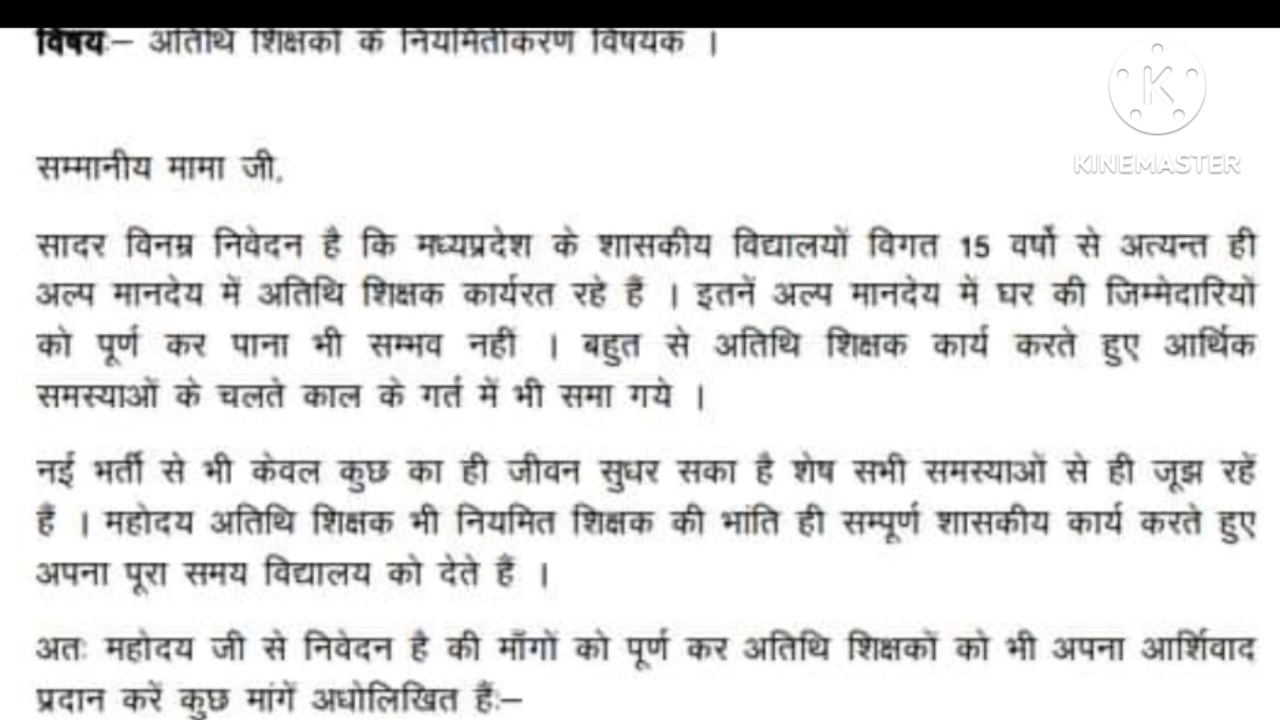 विषयः– अतिथि शिक्षकों के नियमितीकरण विषयक ।
KINEMASTER
सम्मानीय मामा जी,
सादर विनम्र निवेदन है कि मध्यप्रदेश के शासकीय विद्यालयों विगत 15 वर्षो से अत्यन्त ही
अल्प मानदेय में अतिथि शिक्षक कार्यरत रहे हैं । इतनें अल्प मानदेय में घर की जिम्मेदारियों
को पूर्ण कर पाना भी सम्भव नहीं । बहुत से अतिथि शिक्षक कार्य करते हुए आर्थिक
समस्याओं के चलते काल के गर्त में भी समा गये ।
नई भर्ती से भी केवल कुछ का ही जीवन सुधर सका है शेष सभी समस्याओं से ही जूझ रहें
हैं । महोदय अतिथि शिक्षक भी नियमित शिक्षक की भांति ही सम्पूर्ण शासकीय कार्य करते हुए
अपना पूरा समय विद्यालय को देते हैं ।
अतः महोदय जी से निवेदन है की माँगों को पूर्ण कर अतिथि शिक्षकों को भी अपना आर्शिवाद
प्रदान करें कुछ मांगें अधोलिखित हैंः–